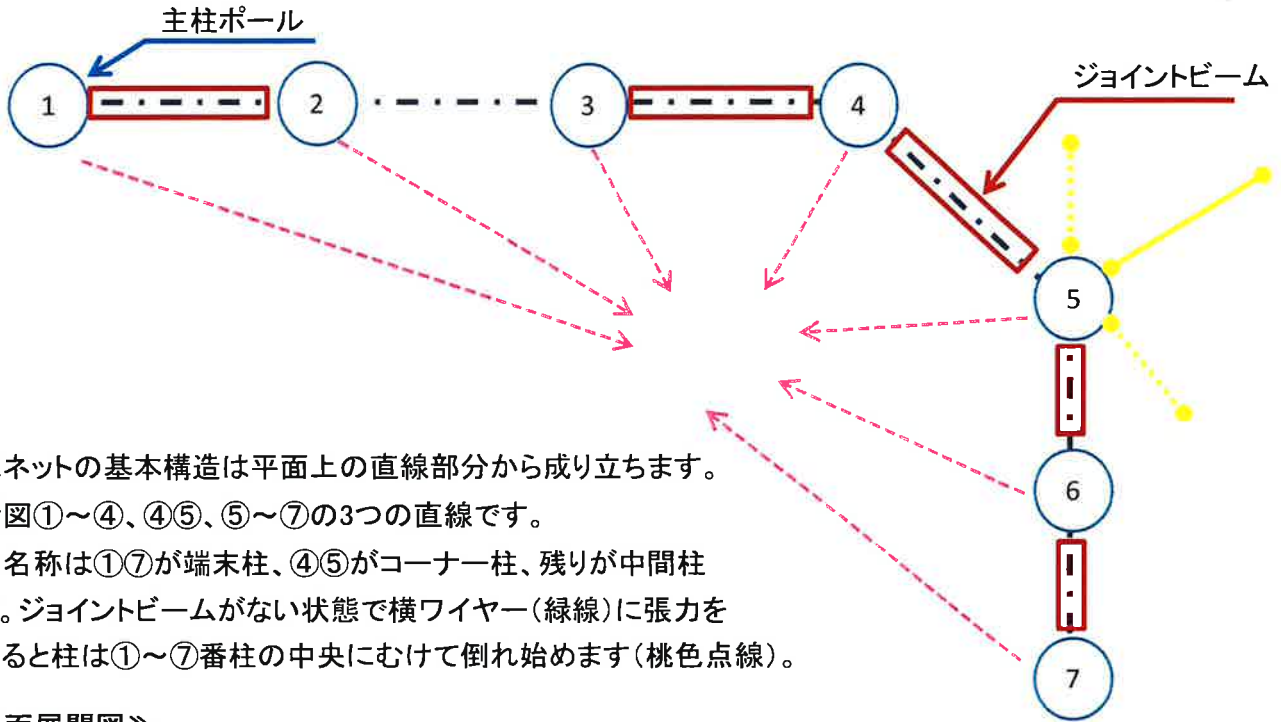 主柱ポール
ジョイントビーム
1
2
3
4
5
6
7
ネットの基本構造は平面上の直線部分から成り立ちます。
図①～④、④⑤、⑤～⑦の3つの直線です。
名称は①⑦が端末柱、④⑤がコーナー柱、残りが中間柱
。ジョイントビームがない状態で横ワイヤー(緑線)に張力を
ると柱は①～⑦番柱の中央にむけて倒れ始めます(桃色点線)。